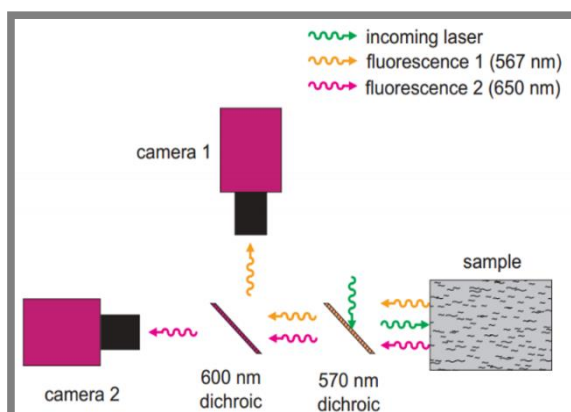 incoming laser
fluorescence 1 (567 nm)
fluorescence 2 (650 nm)
camera 1
sample
camera 2
600 nm
dichroic
570 nm
dichroic